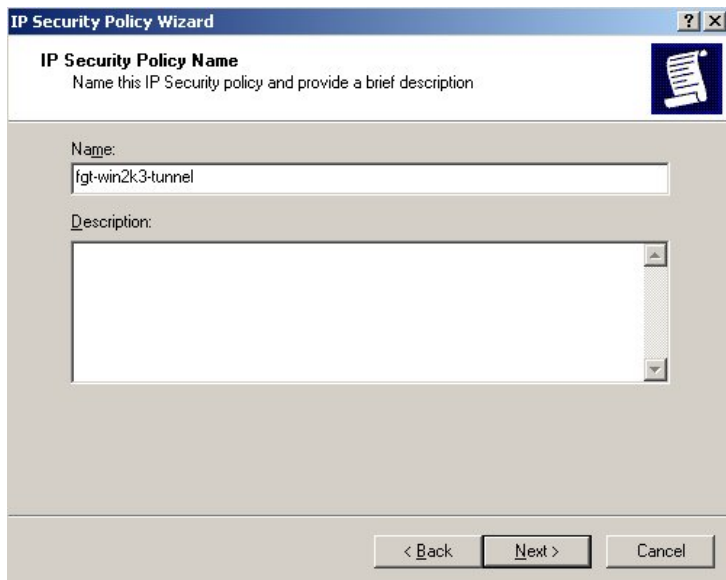 IP Security Policy Wizard
IP Security Policy Name
Name this IP Security policy and provide a brief description
Name:
fgt-win2k3-tunnel
Description:
< Back
Next >
Cancel